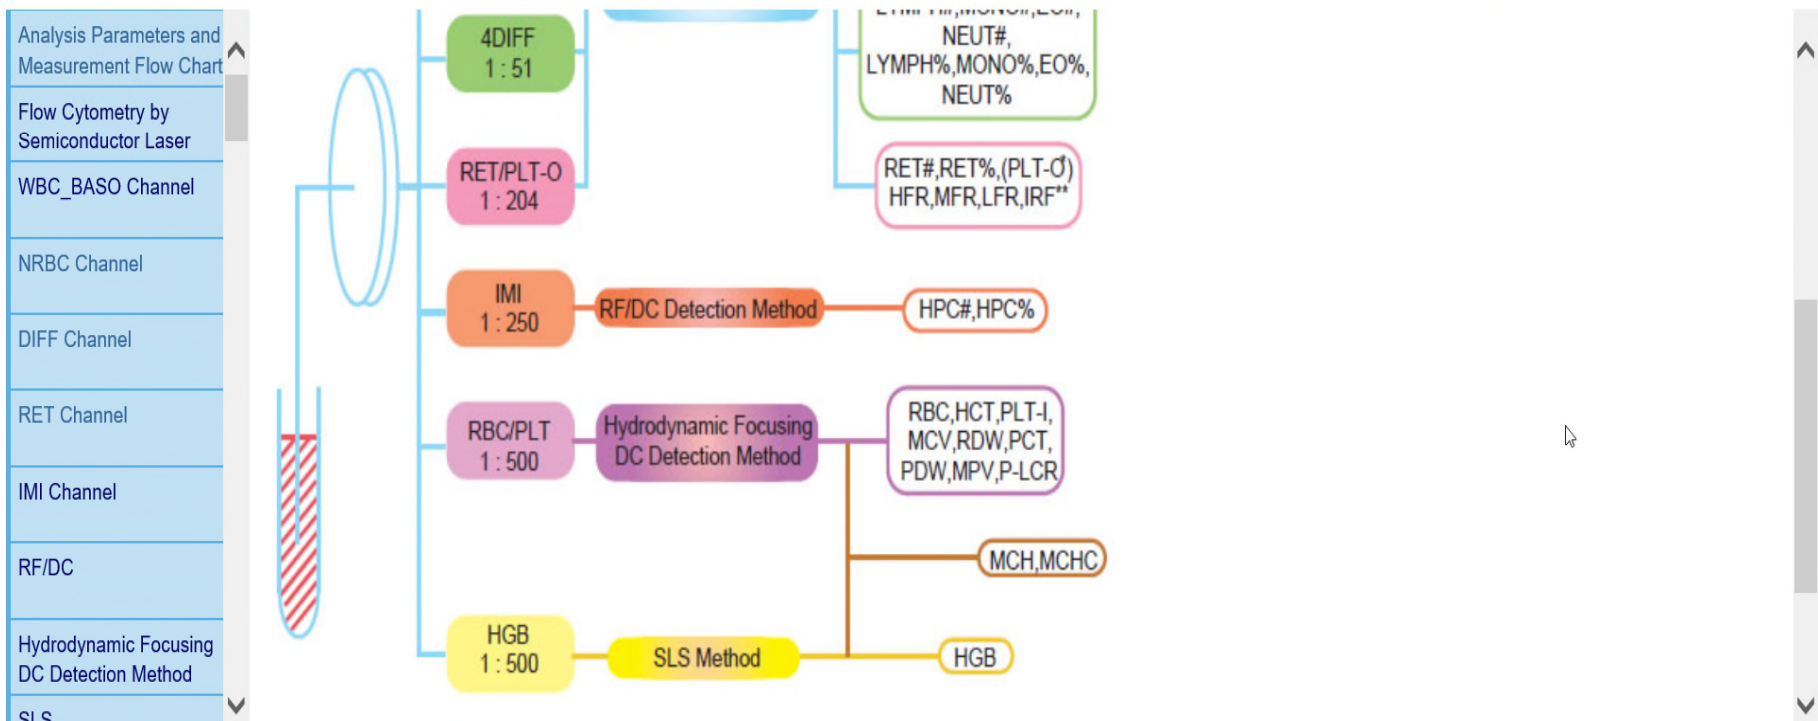 Analysis Parameters and
Measurement Flow Chart
Flow Cytometry by
Semiconductor Laser
WBC_BASO Channel
NRBC Channel
DIFF Channel
RET Channel
IMI Channel
RF/DC
Hydrodynamic Focusing
DC Detection Method
SLS
4DIFF
1 : 51
LYMPH#,MONO#,EO#,
NEUT#,
LYMPH%,MONO%,EO%,
NEUT%
RET/PLT-O
1 : 204
RET#,RET%,(PLT-O*)
HFR,MFR,LFR,IRF**
IMI
1 : 250
RF/DC Detection Method
HPC#,HPC%
RBC/PLT
1 : 500
Hydrodynamic Focusing
DC Detection Method
RBC,HCT,PLT-I,
MCV,RDW,PCT,
PDW,MPV,P-LCR
MCH,MCHC
HGB
1 : 500
SLS Method
HGB